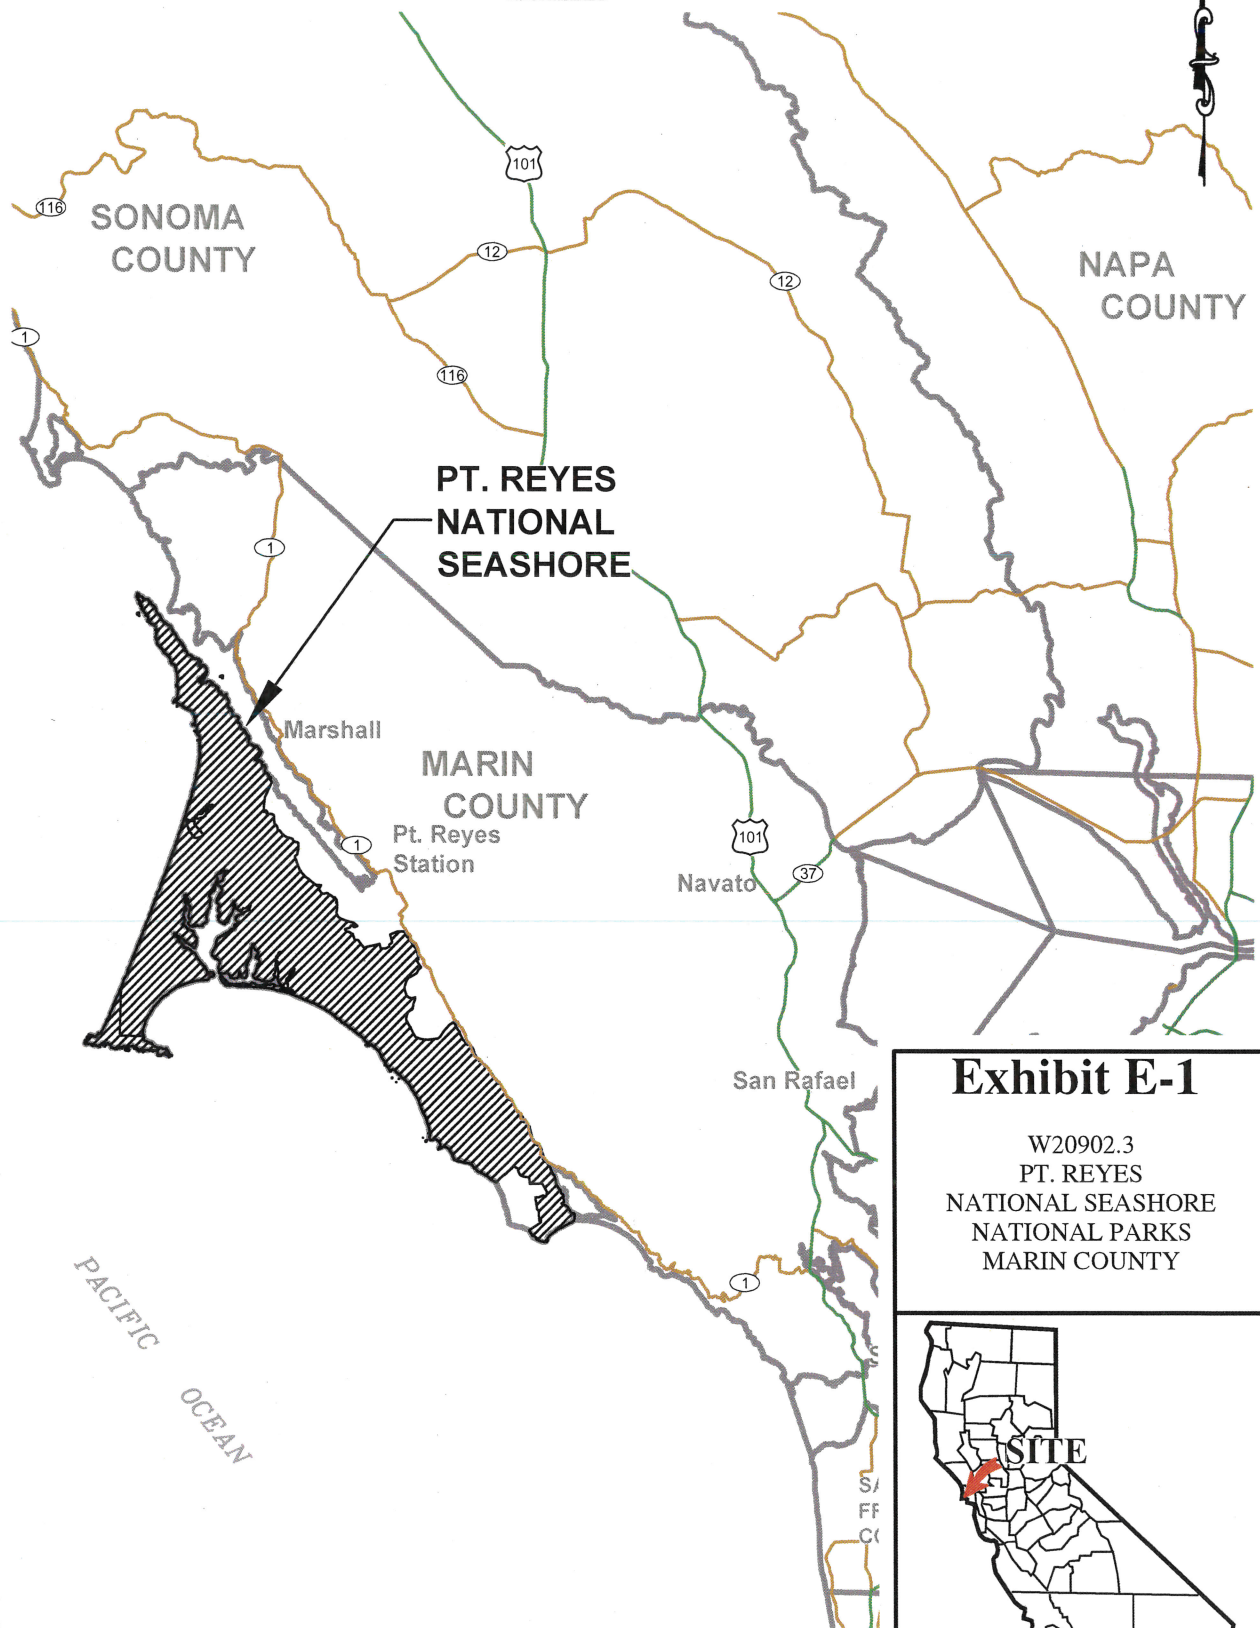 101
116
SONOMA
COUNTY
12
12
NAPA
COUNTY
1
116
PT. REYES
NATIONAL
SEASHORE
1
Marshall
MARIN
COUNTY
Pt. Reyes
Station
1
101
Navato
37
San Rafael
1
PACIFIC
OCEAN
Exhibit E-1
W20902.3
PT. REYES
NATIONAL SEASHORE
NATIONAL PARKS
MARIN COUNTY
SITE